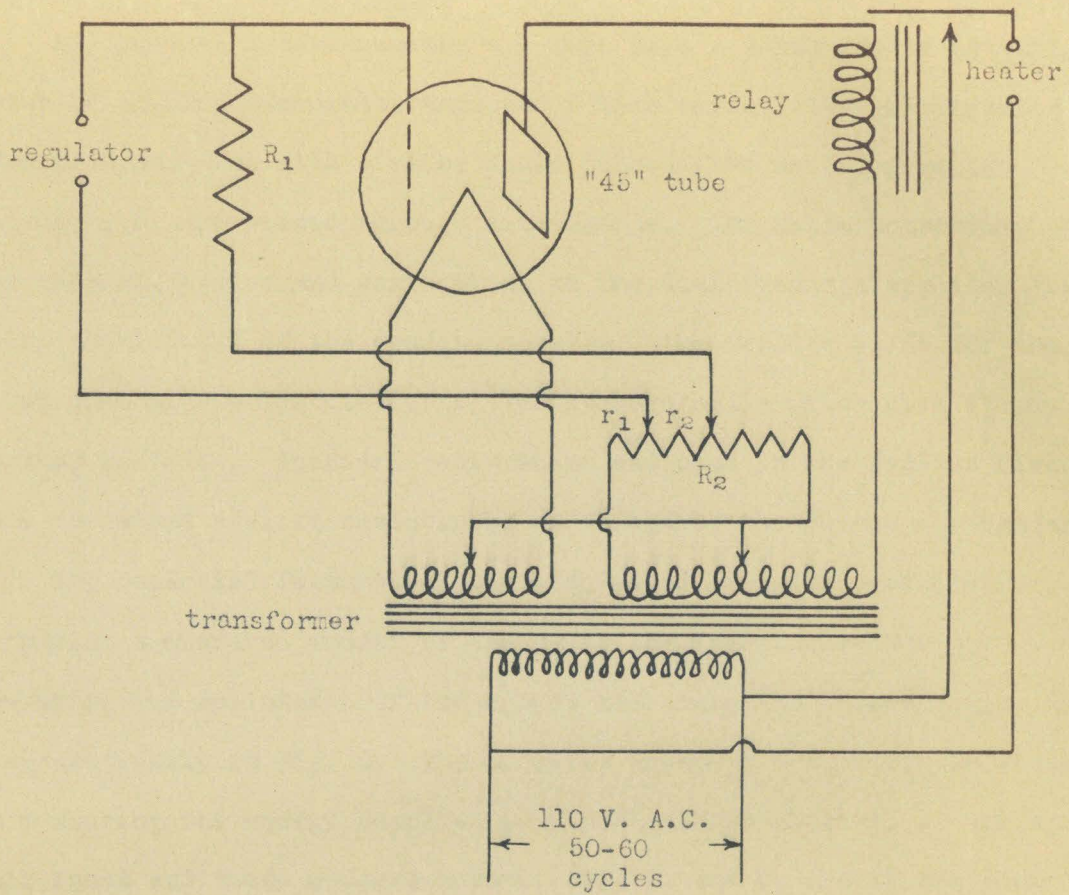 heater
relay
regulator
R₁
"45" tube
r₁ r₂
R₂
transformer
110 V. A.C.
50-60
cycles